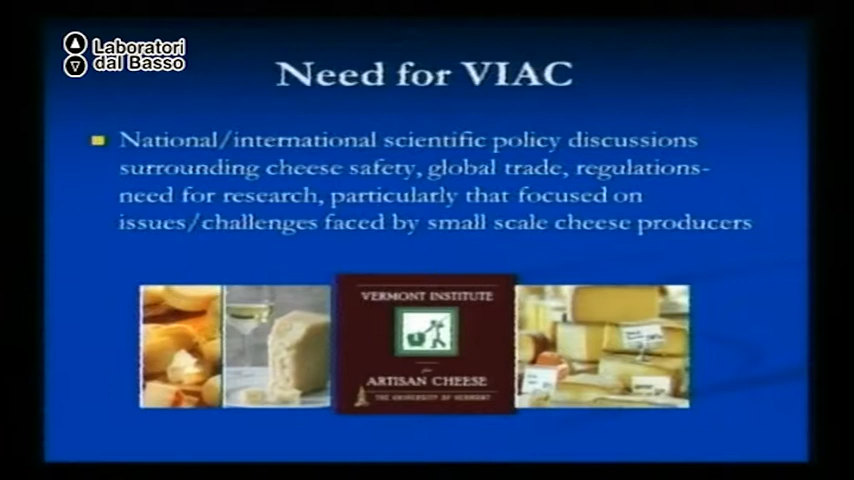 Laboratori
dal Basso
Need for VIAC
National/international scientific policy discussions
surrounding cheese safety, global trade, regulations-
need for research, particularly that focused on
issues/challenges faced by small scale cheese producers
VERMONT INSTITUTE
for
ARTISAN CHEESE
THE UNIVERSITY OF VERMONT